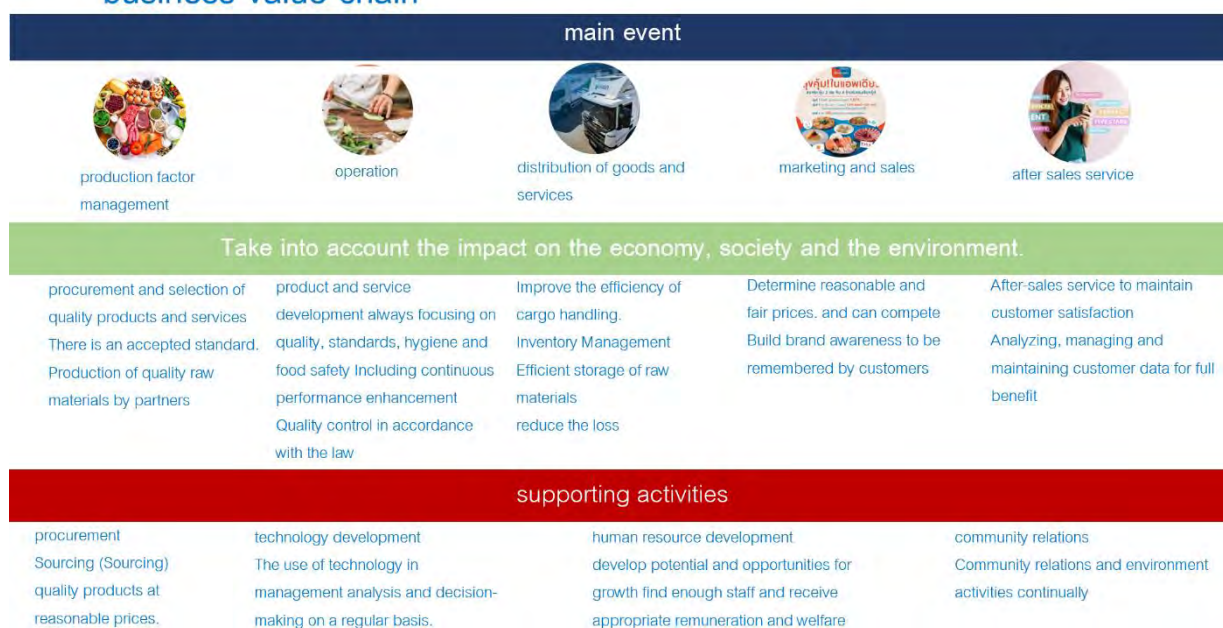 business value chain
main event
production factor
management
operation
distribution of goods and
services
marketing and sales
after sales service
Take into account the impact on the economy, society and the environment.
procurement and selection of
quality products and services
There is an accepted standard.
Production of quality raw
materials by partners
product and service
development always focusing on
quality, standards, hygiene and
food safety Including continuous
performance enhancement
Quality control in accordance
with the law
Improve the efficiency of
cargo handling.
Inventory Management
Efficient storage of raw
materials
reduce the loss
Determine reasonable and
fair prices. and can compete
Build brand awareness to be
remembered by customers
After-sales service to maintain
customer satisfaction
Analyzing, managing and
maintaining customer data for full
benefit
supporting activities
procurement
Sourcing (Sourcing)
quality products at
reasonable prices.
technology development
The use of technology in
management analysis and decision-
making on a regular basis.
human resource development
develop potential and opportunities for
growth find enough staff and receive
appropriate remuneration and welfare
community relations
Community relations and environment
activities continually